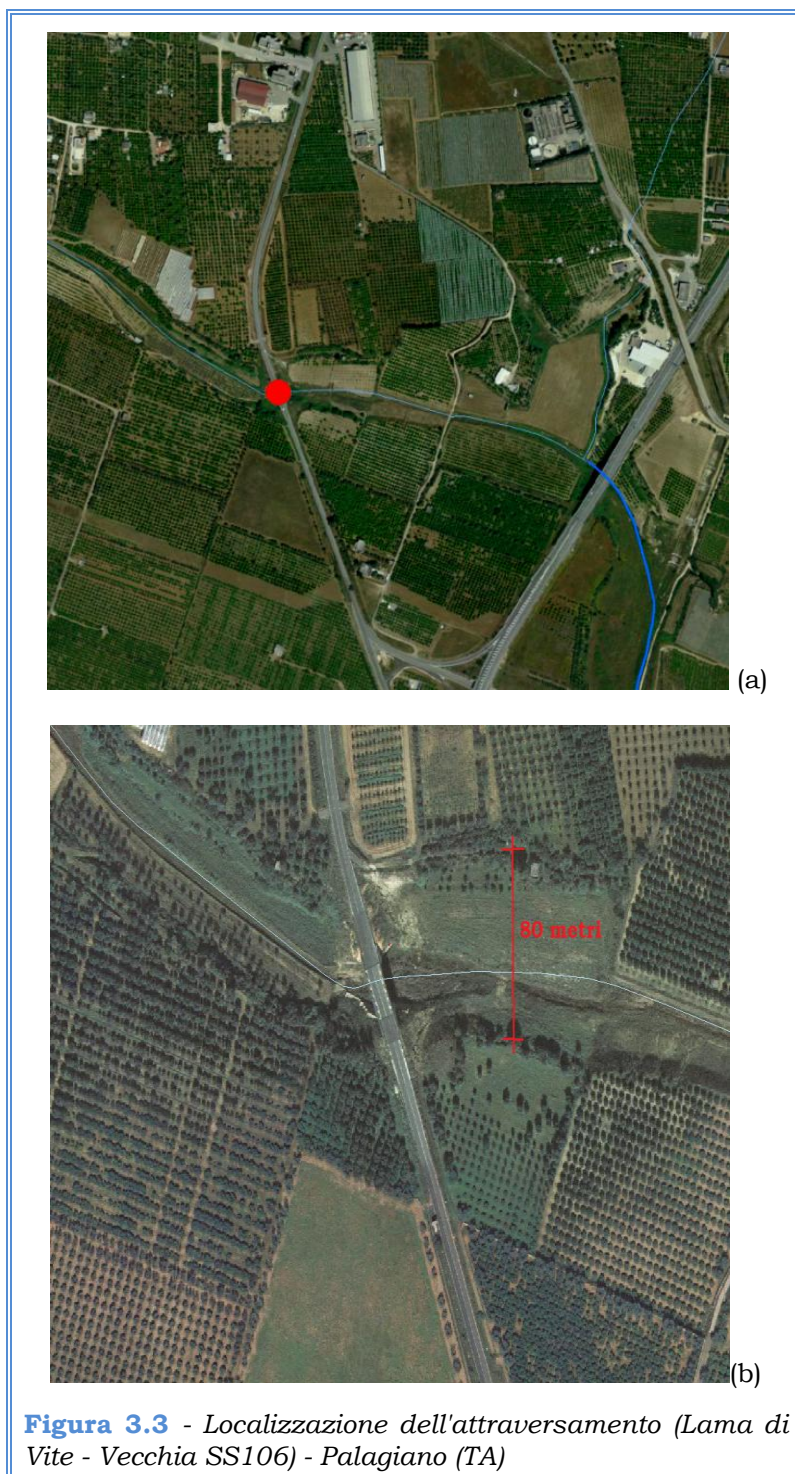 (a)
80 metri
(b)
Figura 3.3 - Localizzazione dell'attraversamento (Lama di
Vite - Vecchia SS106) - Palagiano (TA)